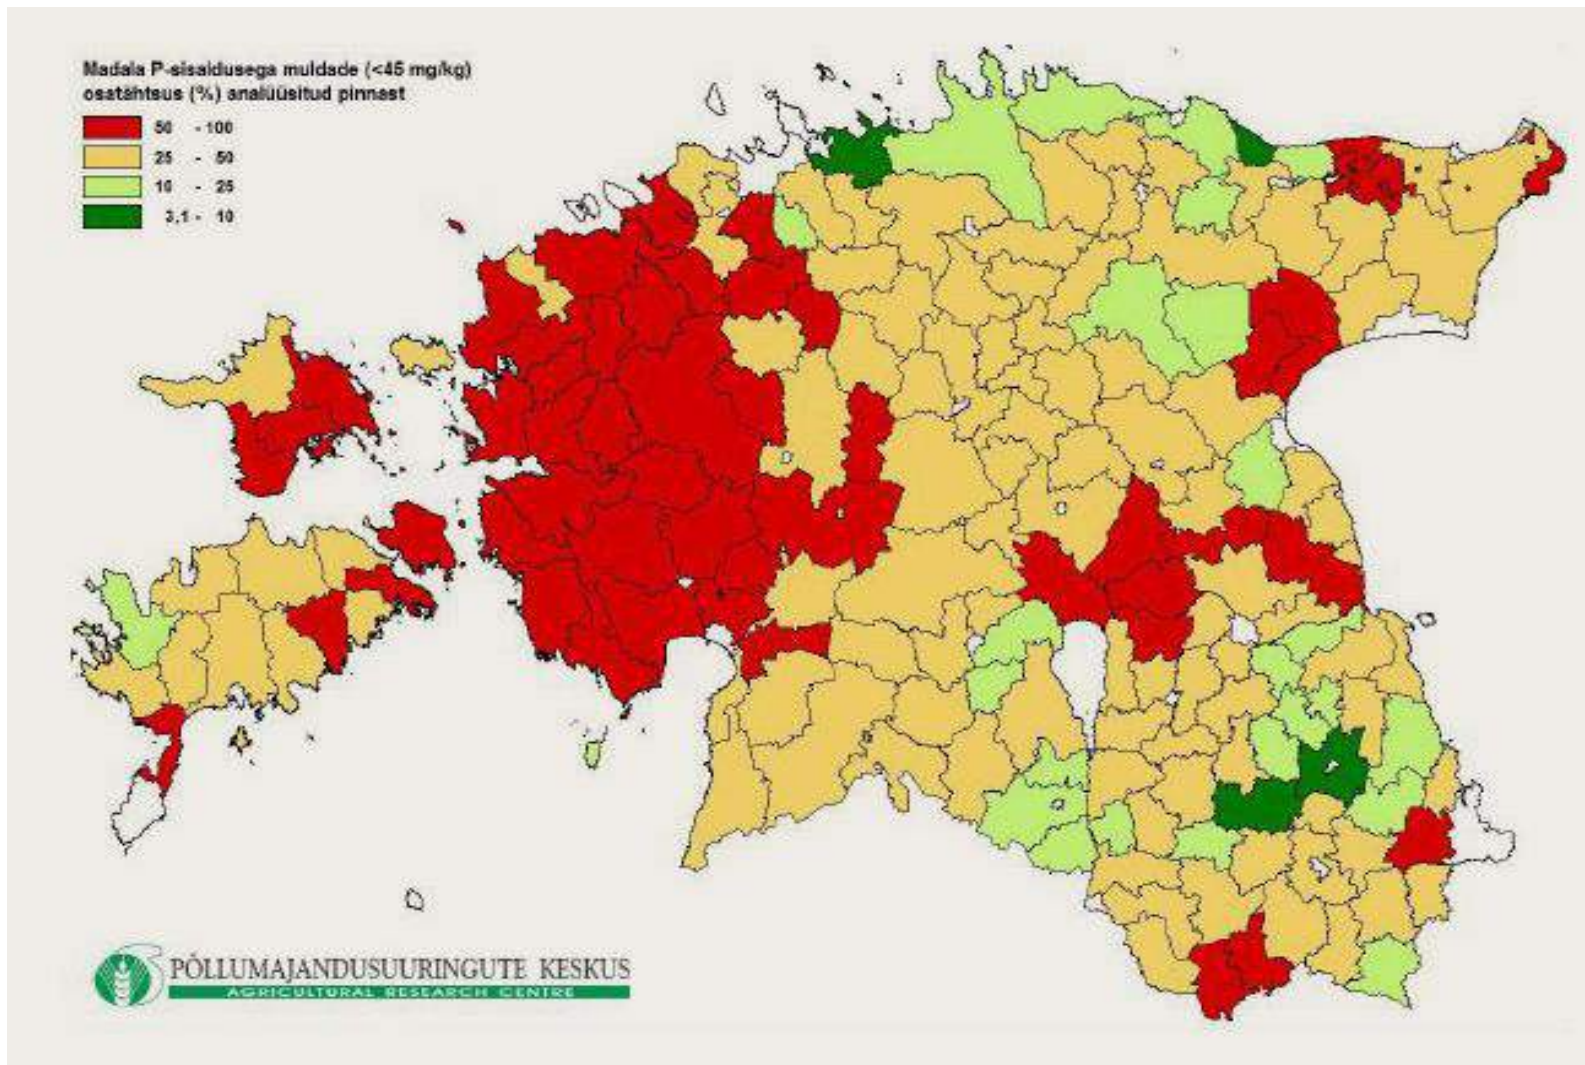 Madala P-sisaldusega muldade (<45 mg/kg)
osatähtsus (%) analüüsitud pinnast
50 - 100
25 - 50
10 - 25
3,1 - 10
PÕLLUMAJANDUSUURINGUTE KESKUS
AGRICULTURAL RESEARCH CENTRE